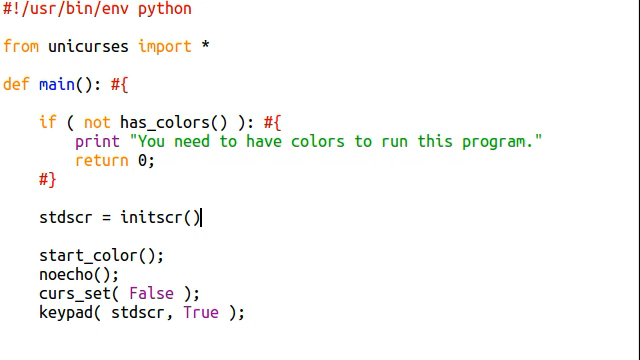 #!/usr/bin/env python
from unicurses import *
def main(): #{
if ( not has_colors() ): #{
print "You need to have colors to run this program."
return 0;
#}
stdscr = initscr()
start_color();
noecho();
curs_set( False );
keypad( stdscr, True );